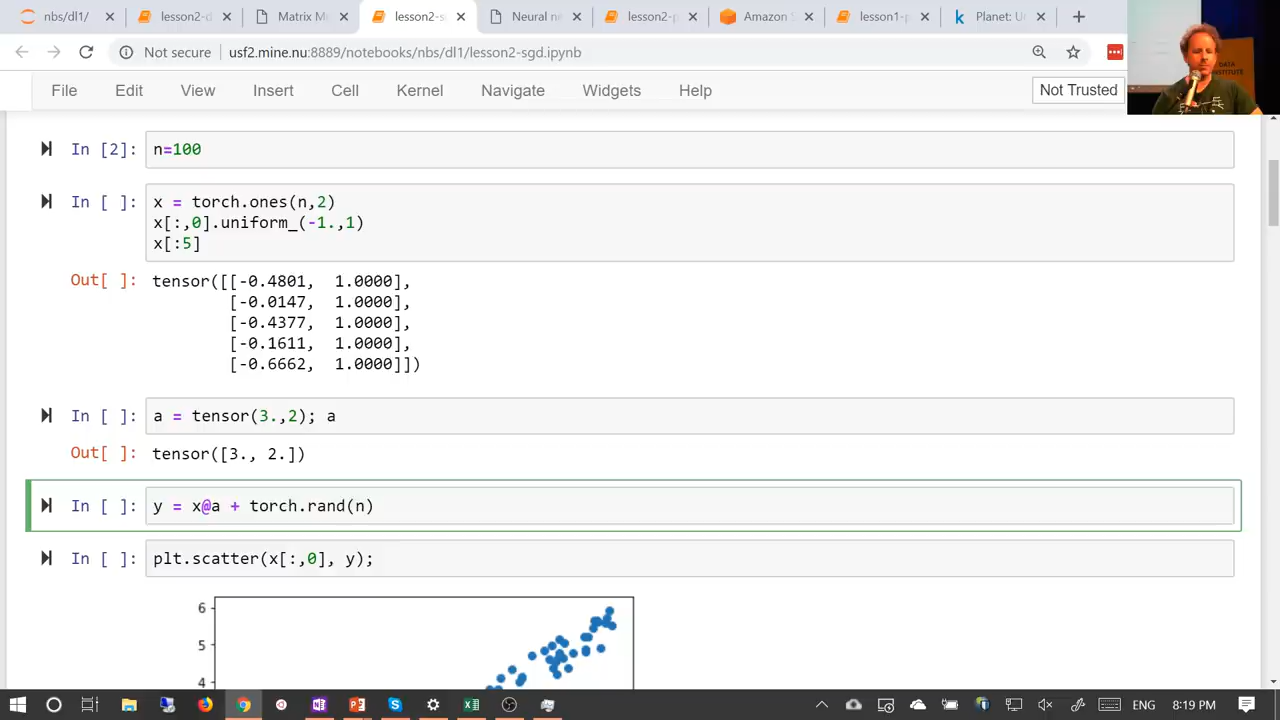 nbs/dl1/
lesson2-d
Matrix M
lesson2-s
Neural ne
lesson2-p
Amazon S
lesson1-p
Planet: U
Not secure
usf2.mine.nu:8889/notebooks/nbs/dl1/lesson2-sgd.ipynb
DATA
INSTITUTE
File Edit View Insert Cell Kernel Navigate Widgets Help Not Trusted
In [2]: n=100
In [ ]: x = torch.ones(n,2)
x[:,0].uniform_(-1.,1)
x[:5]
Out[ ]: tensor([[-0.4801, 1.0000],
[-0.0147, 1.0000],
[-0.4377, 1.0000],
[-0.1611, 1.0000],
[-0.6662, 1.0000]])
In [ ]: a = tensor(3.,2); a
Out[ ]: tensor([3., 2.])
In [ ]: y = x@a + torch.rand(n)
In [ ]: plt.scatter(x[:,0], y);
6
5
4
ENG 8:19 PM